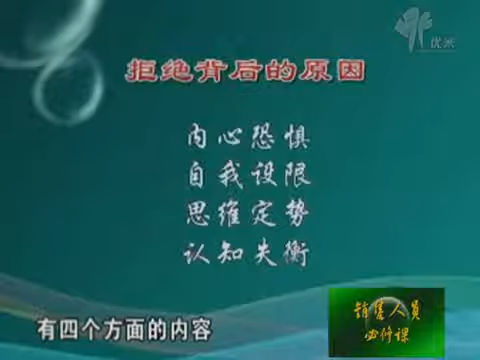 优米
拒绝背后的原因
内心恐惧
自我设限
思维定势
认知失衡
有四个方面的内容
销售人员
必修课